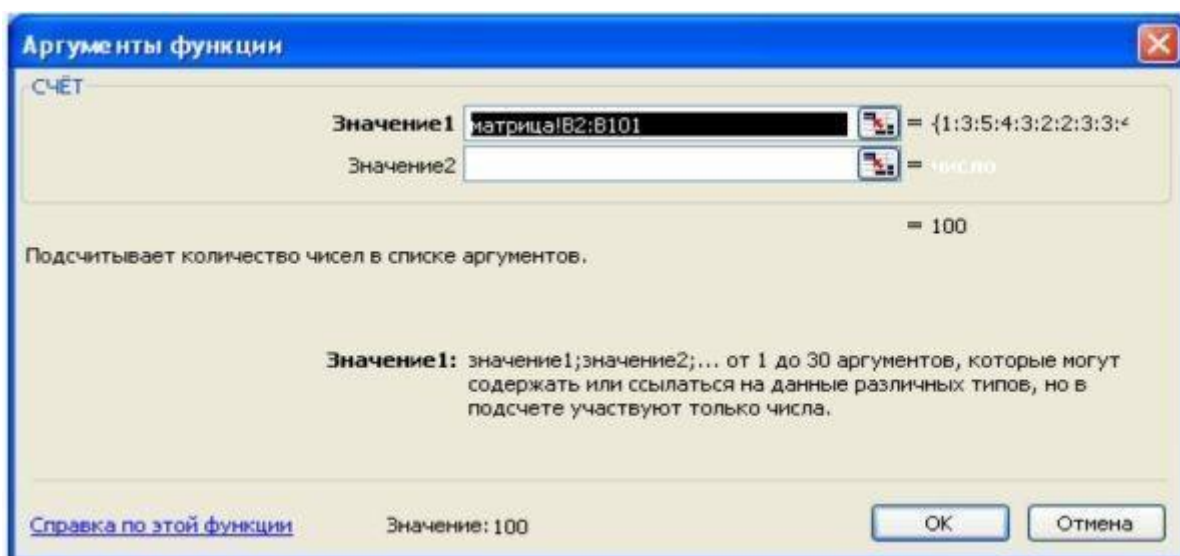 Аргументы функции
СЧЁТ
Значение1 матрица!B2:B101 = {1:3:5:4:3:2:2:3:3:4
Значение2 = число
= 100
Подсчитывает количество чисел в списке аргументов.
Значение1: значение1;значение2;... от 1 до 30 аргументов, которые могут
содержать или ссылаться на данные различных типов, но в
подсчете участвуют только числа.
Справка по этой функции Значение: 100 ОК Отмена